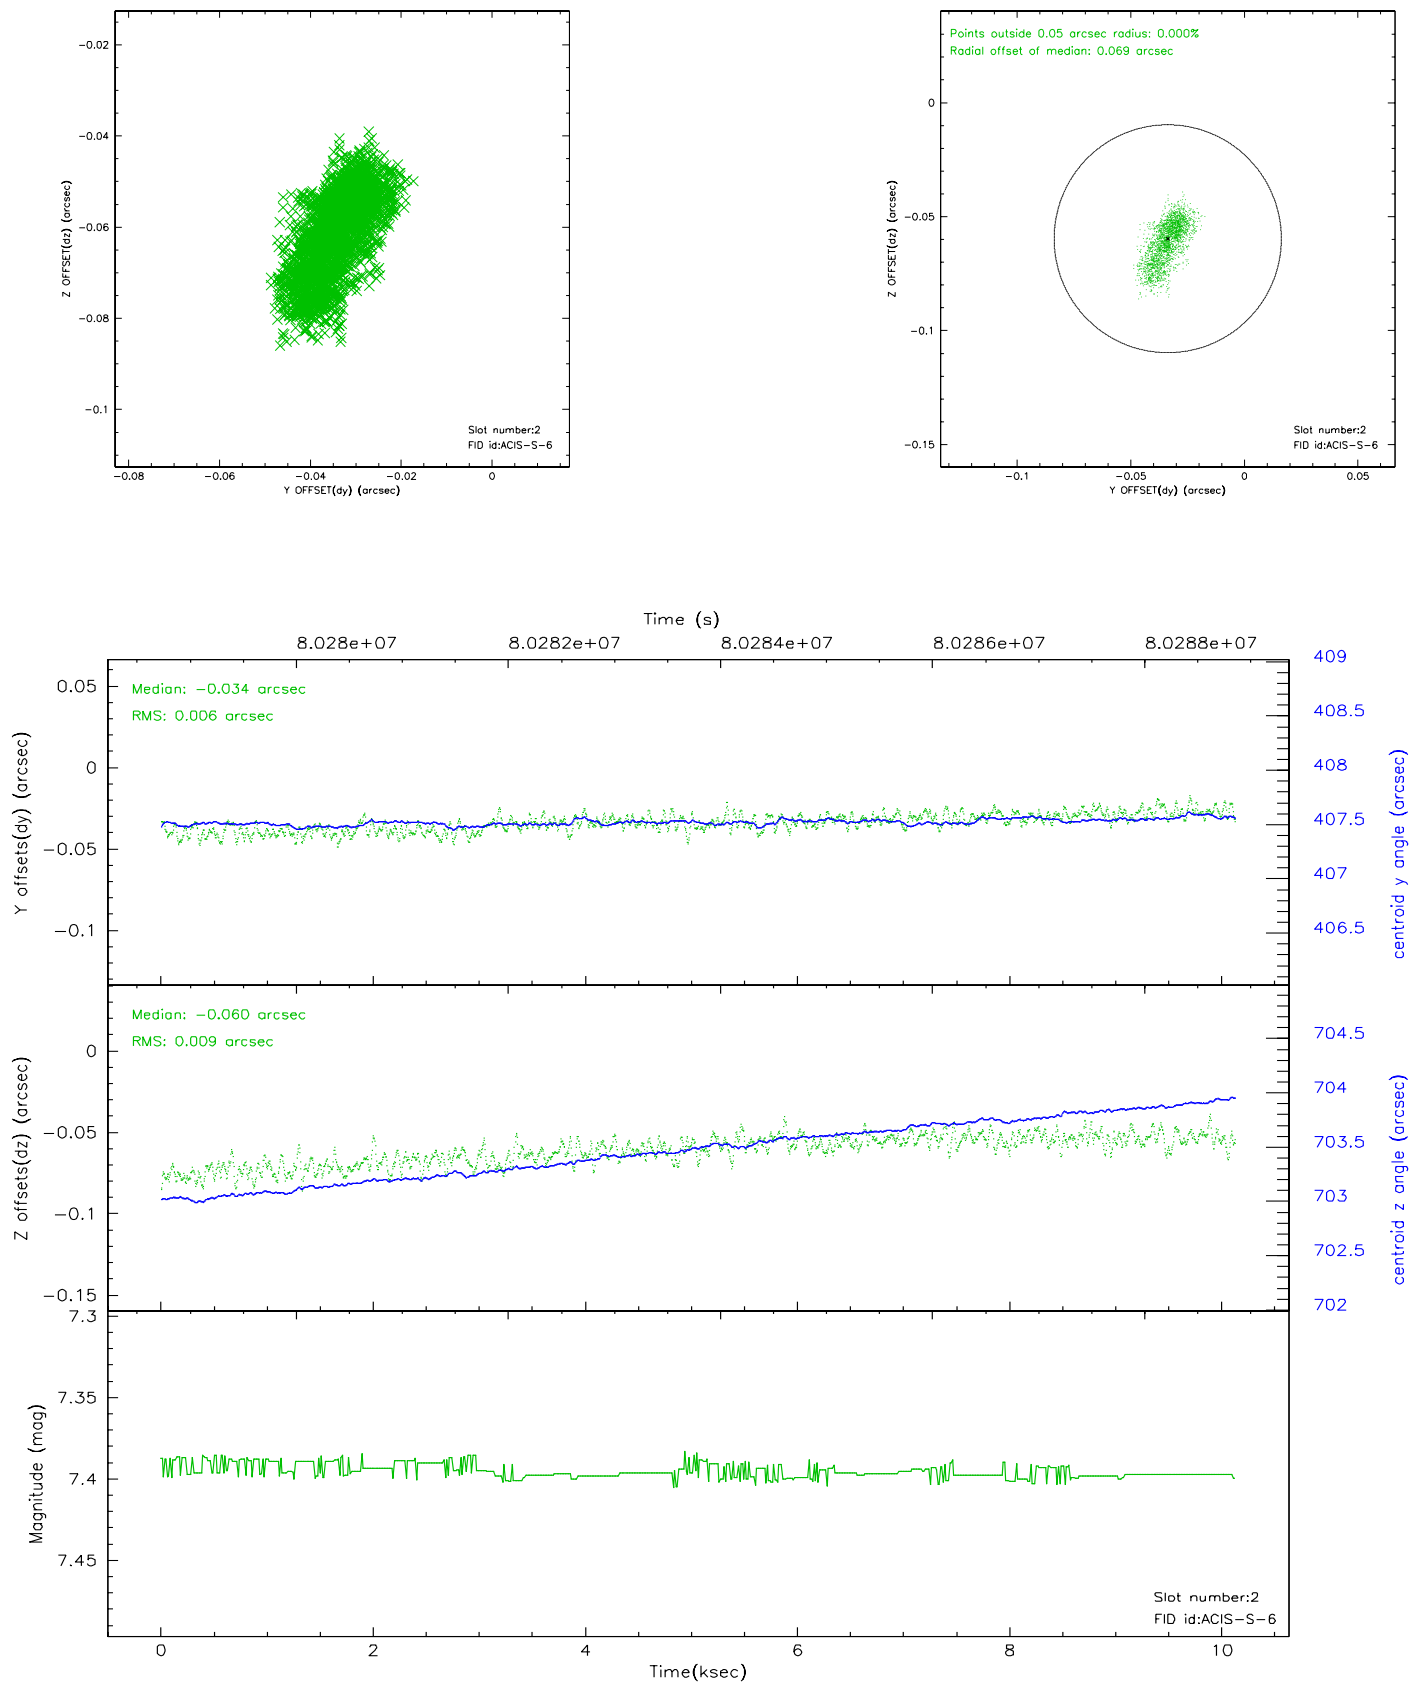 -0.02
-0.04
-0.06
-0.08
-0.1
Z OFFSET(dz) (arcsec)
Slot number:2
FID id:ACIS-S-6
-0.08 -0.06 -0.04 -0.02 0
Y OFFSET(dy) (arcsec)
Points outside 0.05 arcsec radius: 0.000%
Radial offset of median: 0.069 arcsec
0
-0.05
-0.1
-0.15
Z OFFSET(dz) (arcsec)
Slot number:2
FID id:ACIS-S-6
-0.1 -0.05 0 0.05
Y OFFSET(dy) (arcsec)
Time (s)
8.028e+07 8.0282e+07 8.0284e+07 8.0286e+07 8.0288e+07
Median: -0.034 arcsec
RMS: 0.006 arcsec
0.05
0
-0.05
-0.1
Y offsets(dy) (arcsec)
409
408.5
408
407.5
407
406.5
centroid y angle (arcsec)
Median: -0.060 arcsec
RMS: 0.009 arcsec
0
-0.05
-0.1
-0.15
Z offsets(dz) (arcsec)
704.5
704
703.5
703
702.5
702
centroid z angle (arcsec)
7.3
7.35
7.4
7.45
Magnitude (mag)
Slot number:2
FID id:ACIS-S-6
0 2 4 6 8 10
Time(ksec)